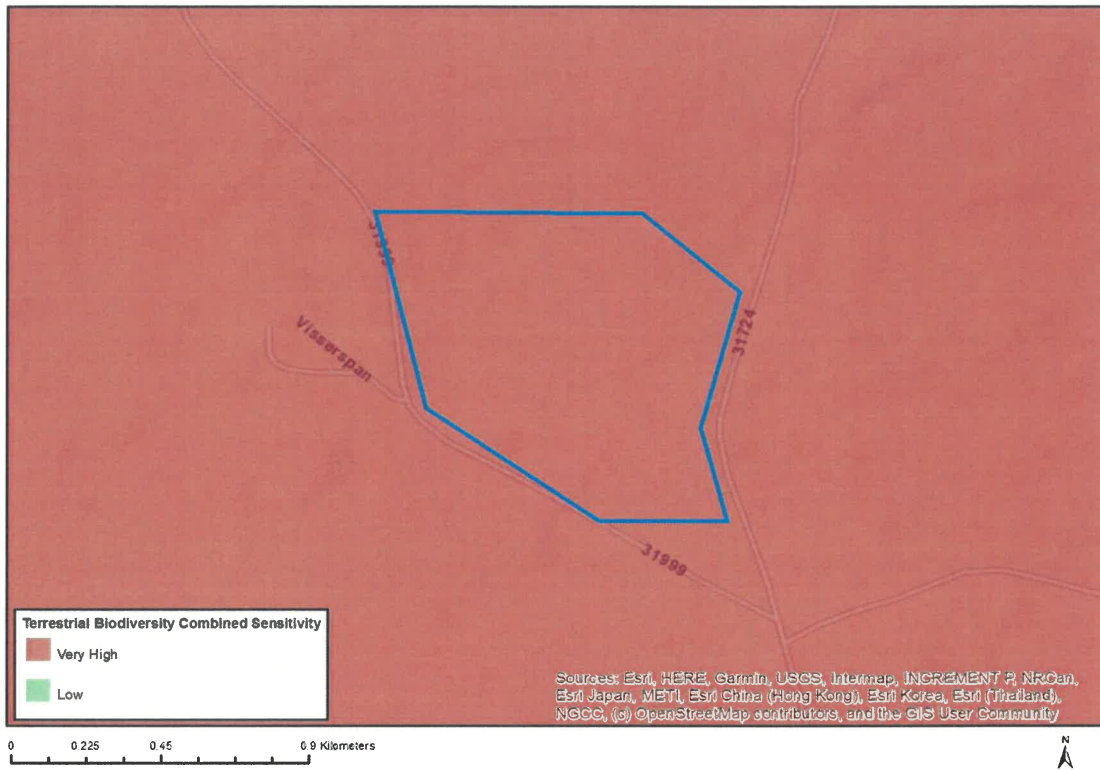 31999
Visserspan
31724
31999
Terrestrial Biodiversity Combined Sensitivity
Very High
Low
Sources: Esri, HERE, Garmin, USGS, Intermap, INCREMENT P, NRCan,
Esri Japan, METI, Esri China (Hong Kong), Esri Korea, Esri (Thailand),
NGCC, (c) OpenStreetMap contributors, and the GIS User Community
0 0.225 0.45 0.9 Kilometers
N